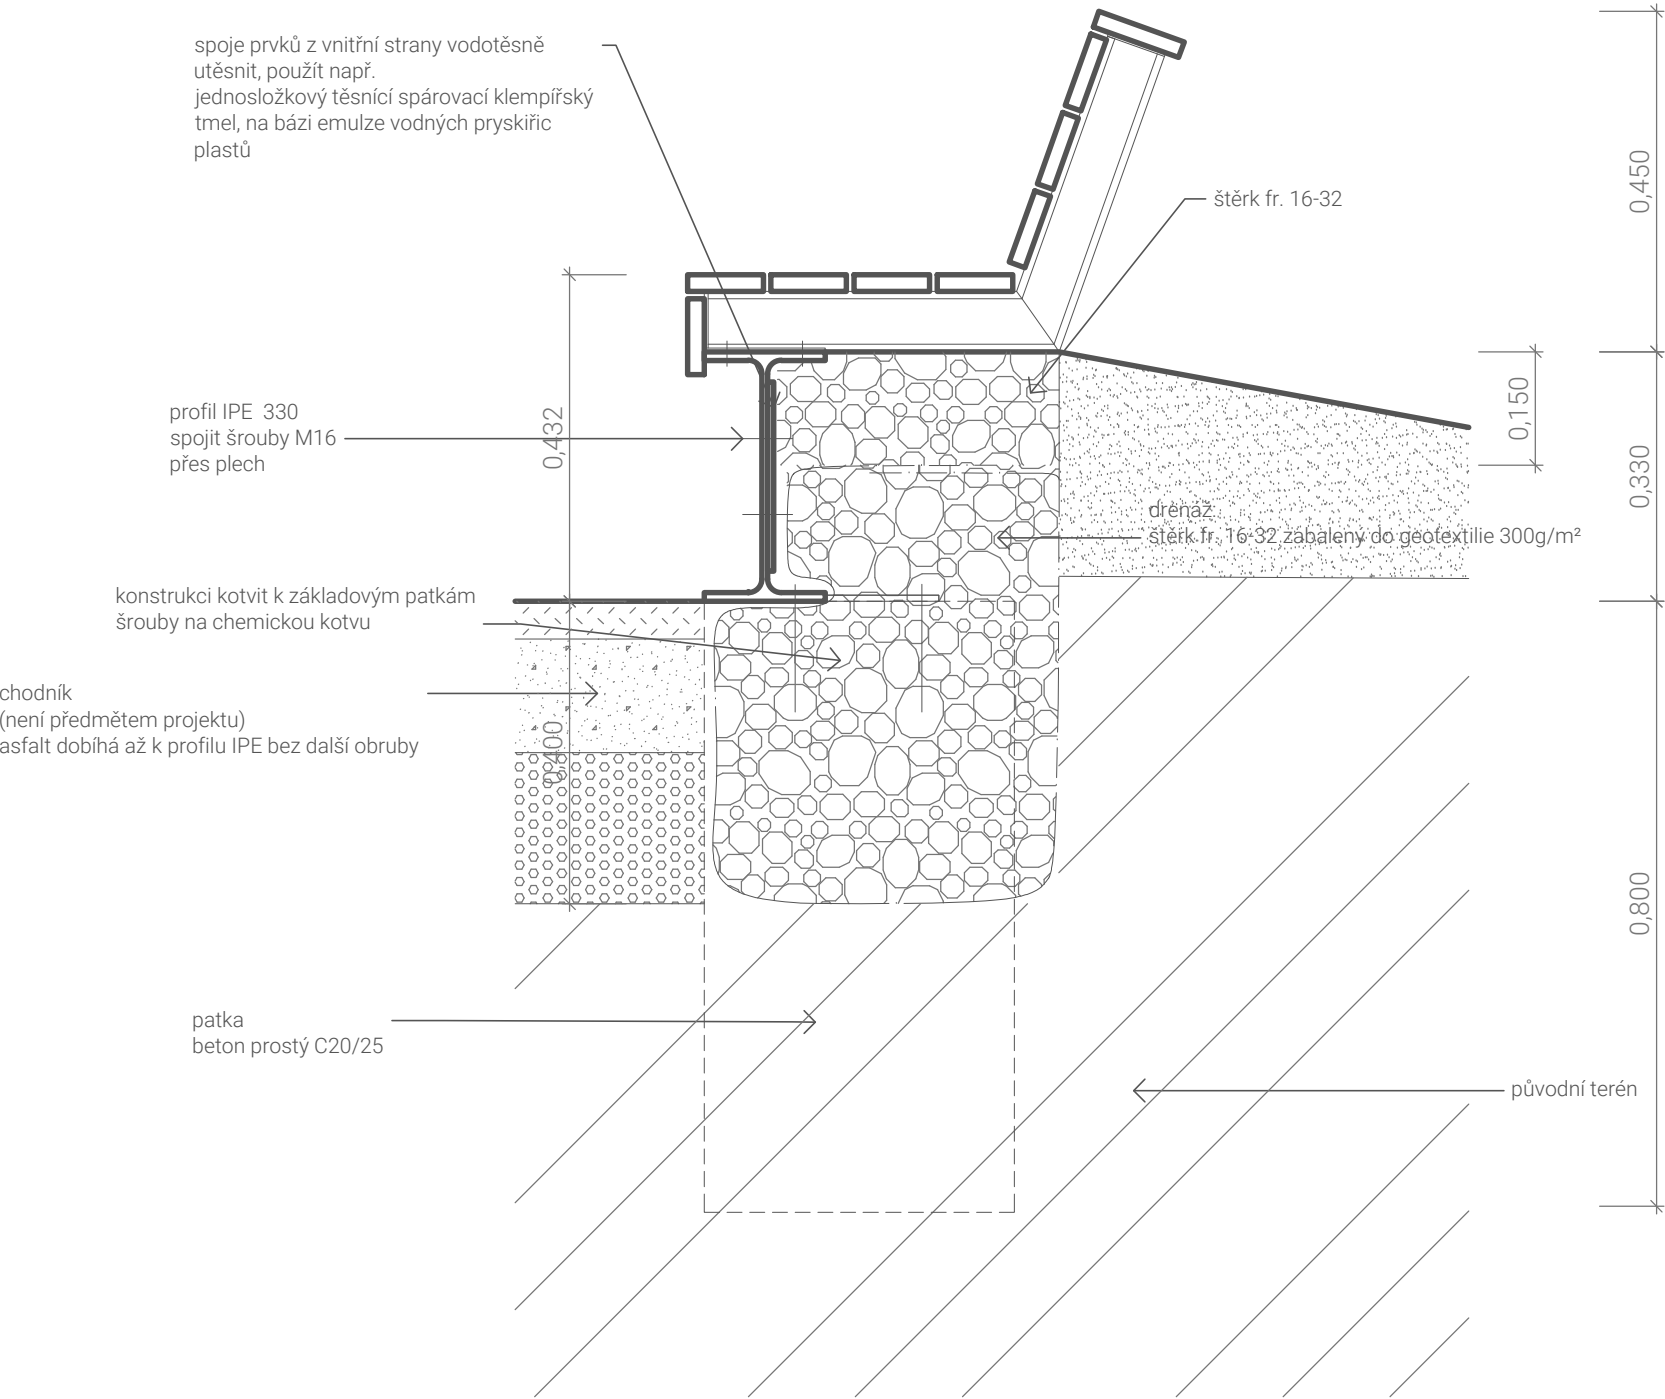 spoje prvků z vnitřní strany vodotěsně
utěsnit, použít např.
jednosložkový těsnící spárovací klempířský
tmel, na bázi emulze vodných pryskiřic
plastů
štěrk fr. 16-32
0,450
profil IPE 330
spojit šrouby M16
přes plech
0,432
0,150
0,330
drenáž
štěrk fr. 16-32 zabalený do geotextilie 300g/m²
konstrukci kotvit k základovým patkám
šrouby na chemickou kotvu
chodník
(není předmětem projektu)
asfalt dobíhá až k profilu IPE bez další obruby
0,400
0,800
patka
beton prostý C20/25
původní terén